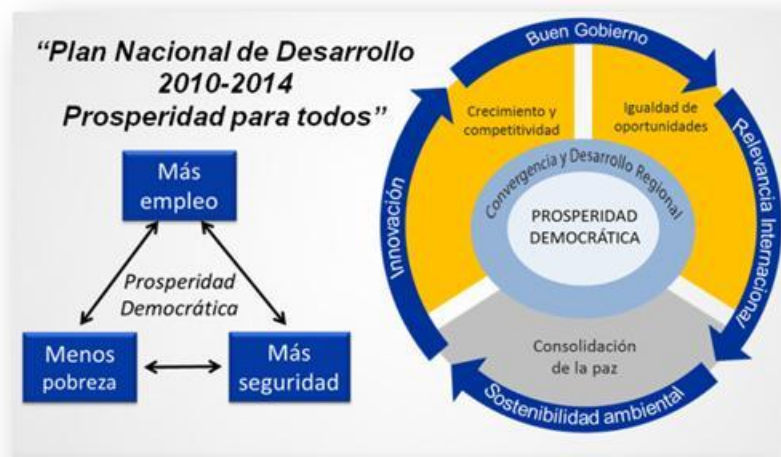 “Plan Nacional de Desarrollo
2010-2014
Prosperidad para todos”
Más
empleo
Prosperidad
Democrática
Menos
pobreza
Más
seguridad
Buen Gobierno
Relevancia Internacional
Sostenibilidad ambiental
Innovación
Crecimiento y
competitividad
Igualdad de
oportunidades
Convergencia y Desarrollo Regional
PROSPERIDAD
DEMOCRÁTICA
Consolidación
de la paz